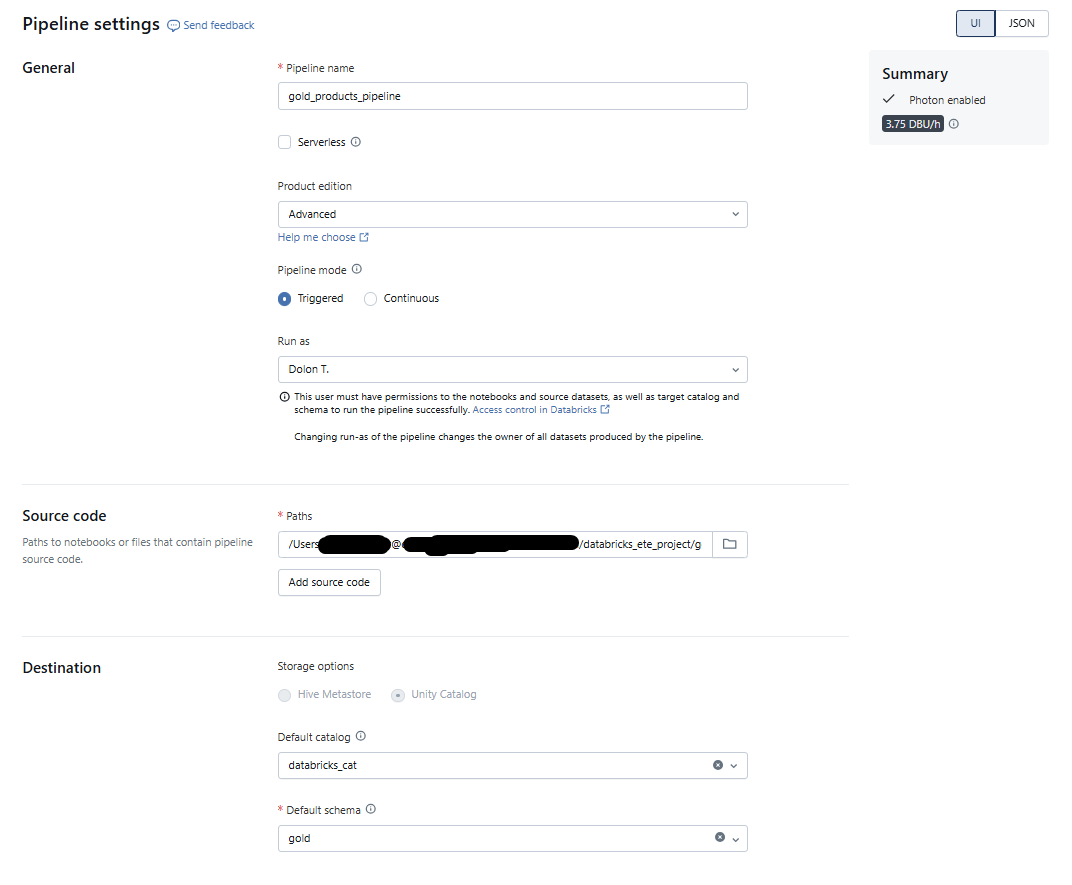 Pipeline settings Send feedback
UI JSON
General
* Pipeline name
gold_products_pipeline
Serverless
Product edition
Advanced
Help me choose
Pipeline mode
Triggered Continuous
Run as
Dolon T.
This user must have permissions to the notebooks and source datasets, as well as target catalog and
schema to run the pipeline successfully. Access control in Databricks
Changing run-as of the pipeline changes the owner of all datasets produced by the pipeline.
Summary
Photon enabled
3.75 DBU/h
Source code
Paths to notebooks or files that contain pipeline
source code.
* Paths
/Users @ /databricks_ete_project/g
Add source code
Destination
Storage options
Hive Metastore Unity Catalog
Default catalog
databricks_cat
* Default schema
gold